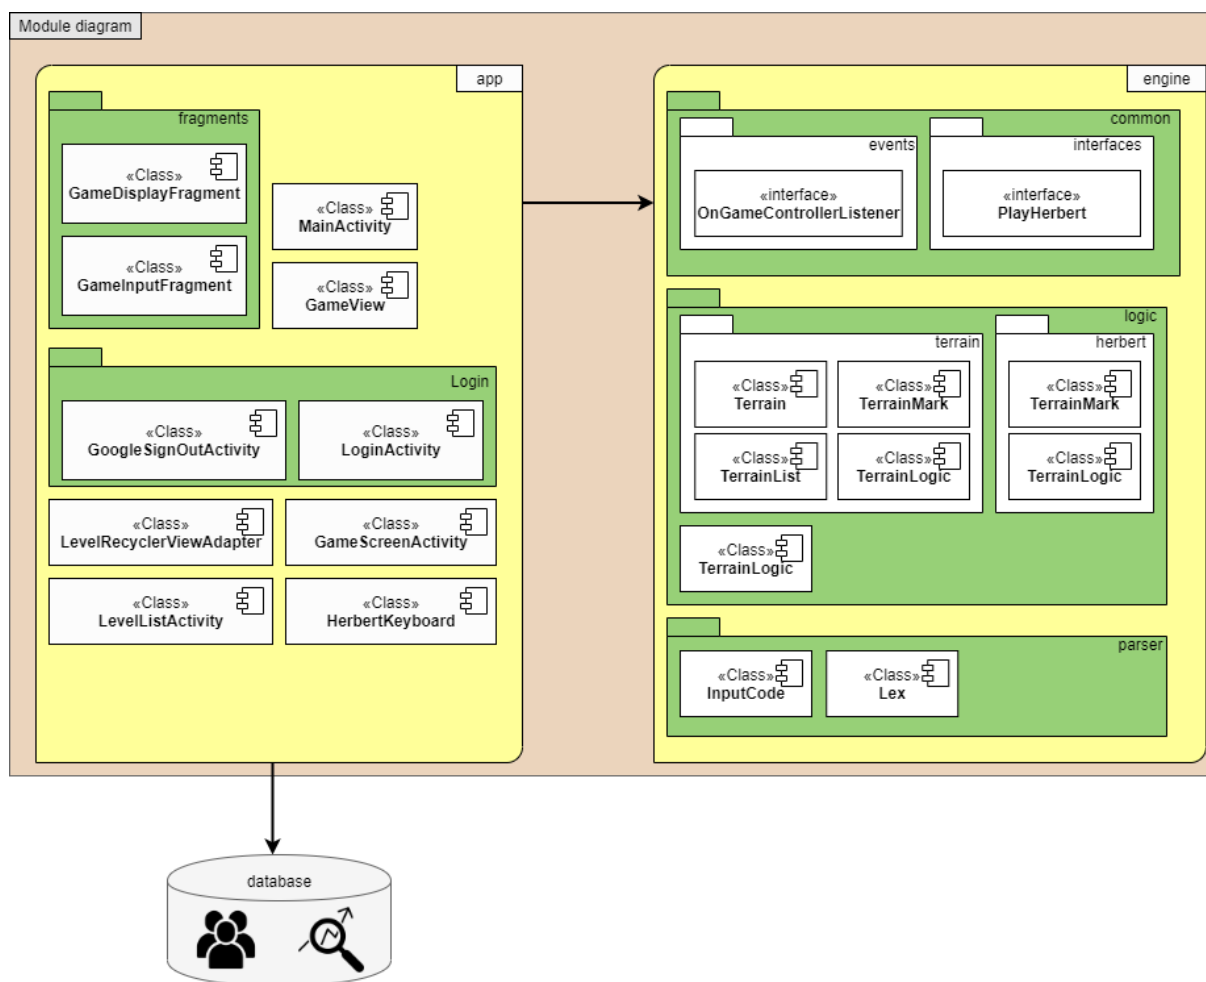 Module diagram
app
fragments
«Class»
GameDisplayFragment
«Class»
GameInputFragment
«Class»
MainActivity
«Class»
GameView
Login
«Class»
GoogleSignOutActivity
«Class»
LoginActivity
«Class»
LevelRecyclerViewAdapter
«Class»
GameScreenActivity
«Class»
LevelListActivity
«Class»
HerbertKeyboard
engine
common
events
«interface»
OnGameControllerListener
interfaces
«interface»
PlayHerbert
logic
terrain
«Class»
Terrain
«Class»
TerrainMark
«Class»
TerrainList
«Class»
TerrainLogic
herbert
«Class»
TerrainMark
«Class»
TerrainLogic
«Class»
TerrainLogic
parser
«Class»
InputCode
«Class»
Lex
database